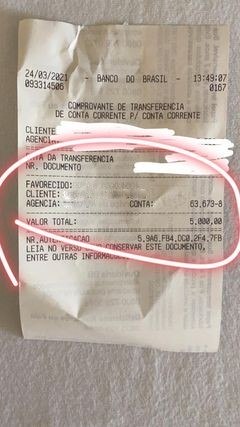 24/03/2021 - BANCO DO BRASIL - 13:49:07
093314506 0167
COMPROVANTE DE TRANSFERENCIA
DE CONTA CORRENTE P/ CONTA CORRENTE
CLIENTE
AGENCIA:
DATA DA TRANSFERENCIA
NR. DOCUMENTO
FAVORECIDO:
CLIENTE:
AGENCIA: CONTA: 63.673-8
VALOR TOTAL: 5.000,00
NR.AUTENTICACAO 5.9A6.FB4.DC0.2F4.7FB
LEIA NO VERSO COMO CONSERVAR ESTE DOCUMENTO,
ENTRE OUTRAS INFORMACOES